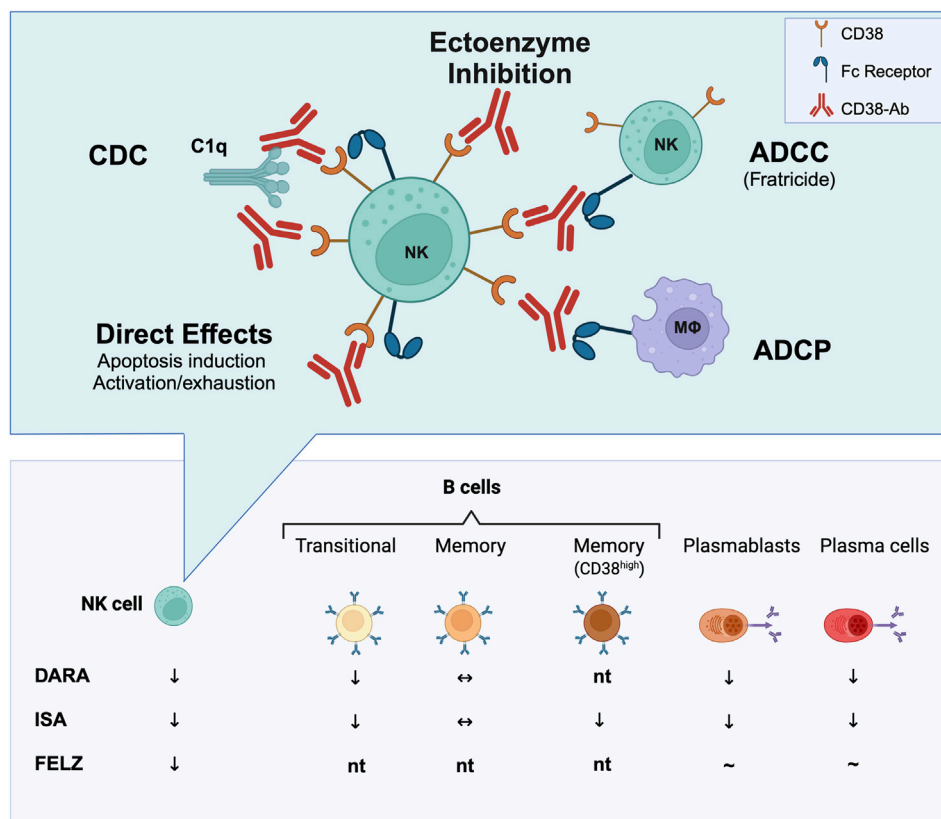 Ectoenzyme
Inhibition
CD38
Fc Receptor
CD38-Ab
CDC
C1q
NK
ADCC
(Fratricide)
NK
Direct Effects
Apoptosis induction
Activation/exhaustion
MΦ
ADCP
B cells
Transitional Memory Memory Plasmablasts Plasma cells
(CD38high)
NK cell
DARA ↓ ↓ ↔ nt ↓ ↓
ISA ↓ ↓ ↔ ↓ ↓ ↓
FELZ ↓ nt nt nt ~ ~